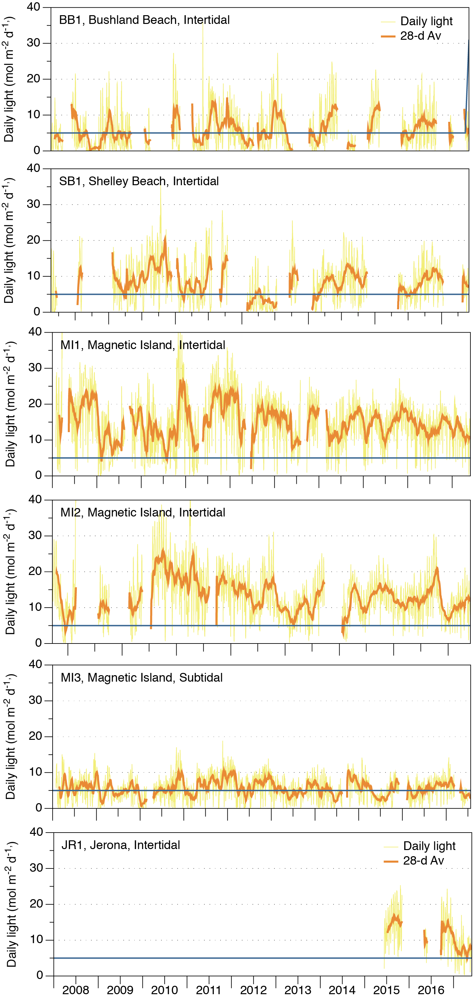 40
BB1, Bushland Beach, Intertidal
Daily light
28-d Av
30
20
10
0
Daily light (mol m-2 d-1,)
40
SB1, Shelley Beach, Intertidal
30
20
10
0
Daily light (mol m-2 d-1,)
40
MI1, Magnetic Island, Intertidal
30
20
10
0
Daily light (mol m-2 d-1,)
40
MI2, Magnetic Island, Intertidal
30
20
10
0
Daily light (mol m-2 d-1,)
40
MI3, Magnetic Island, Subtidal
30
20
10
0
Daily light (mol m-2 d-1,)
40
JR1, Jerona, Intertidal
Daily light
28-d Av
30
20
10
0
Daily light (mol m-2 d-1,)
2008 2009 2010 2011 2012 2013 2014 2015 2016